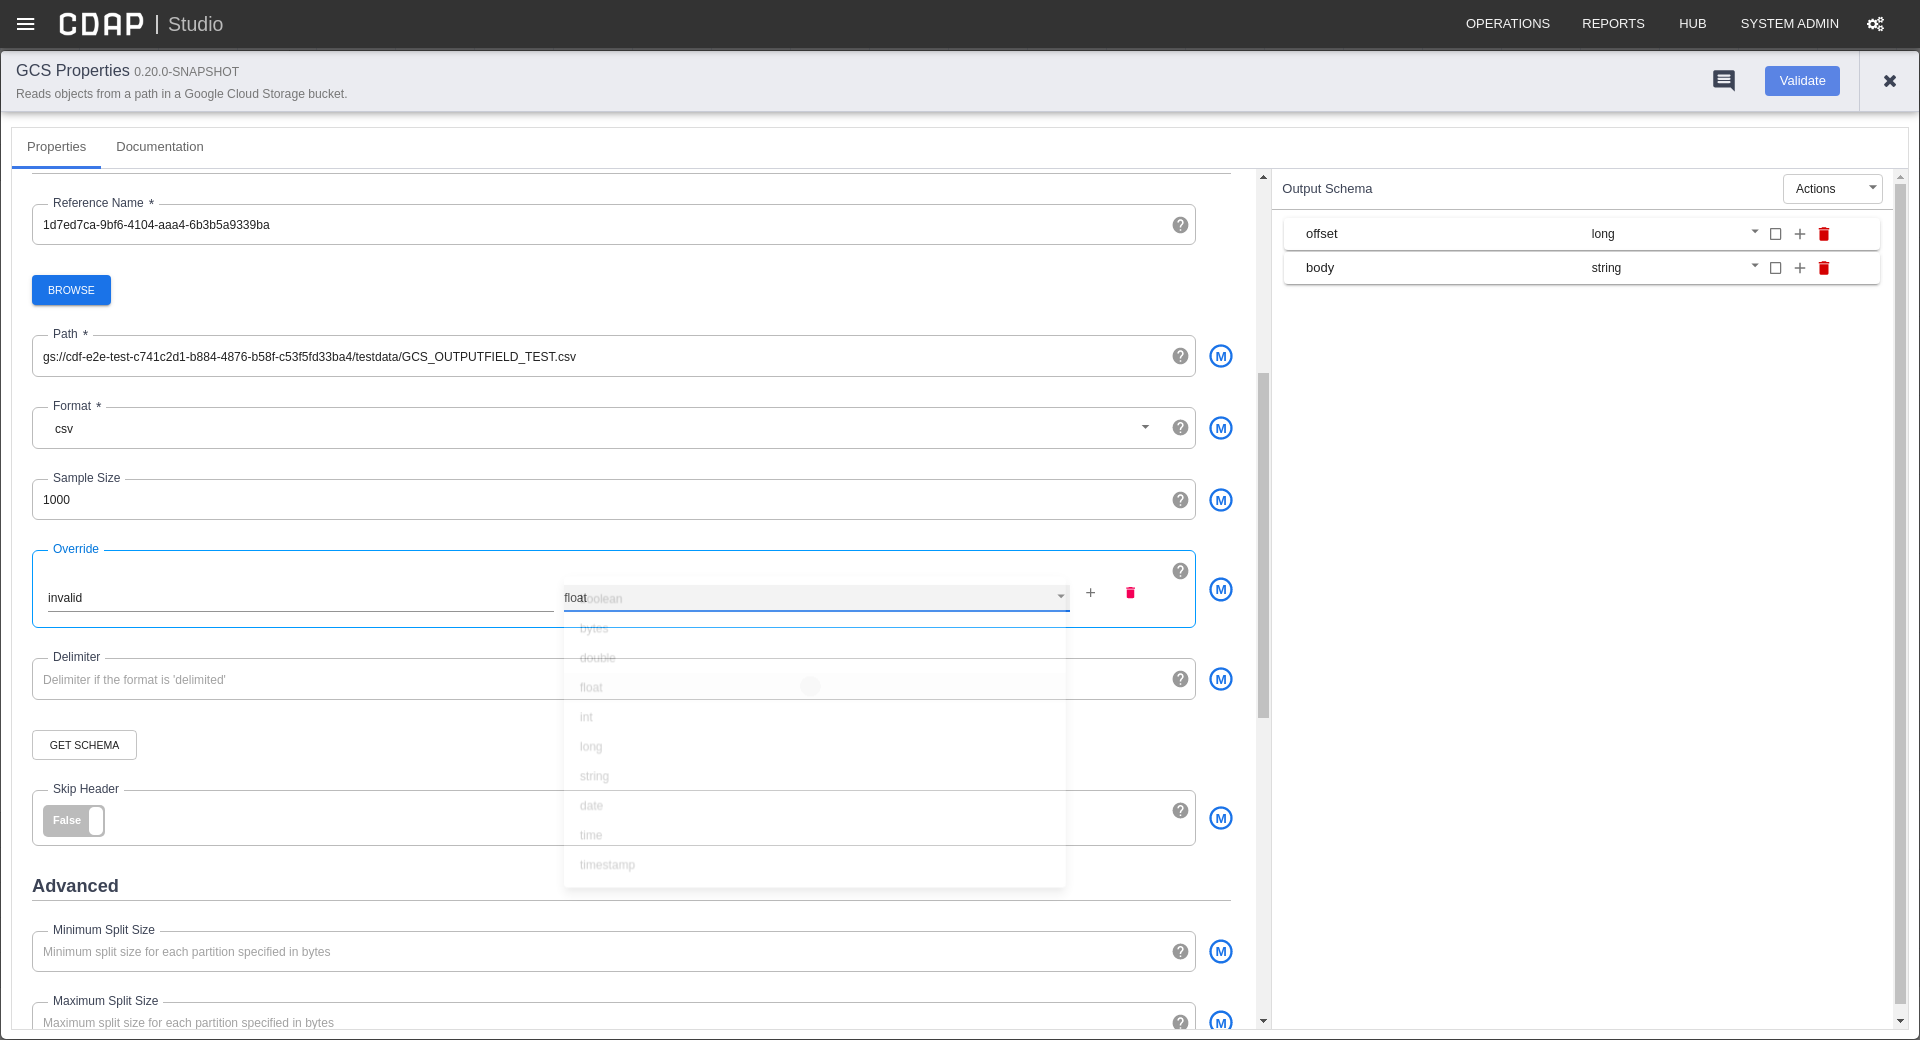 CDAP | Studio
OPERATIONS REPORTS HUB SYSTEM ADMIN
GCS Properties 0.20.0-SNAPSHOT
Reads objects from a path in a Google Cloud Storage bucket.
Validate
Properties Documentation
Reference Name *
1d7ed7ca-9bf6-4104-aaa4-6b3b5a9339ba
BROWSE
Path *
gs://cdf-e2e-test-c741c2d1-b884-4876-b58f-c53f5fd33ba4/testdata/GCS_OUTPUTFIELD_TEST.csv
M
Format *
csv
M
Sample Size
1000
M
Override
invalid
float
boolean
bytes
double
float
int
long
string
date
time
timestamp
M
Delimiter
Delimiter if the format is 'delimited'
M
GET SCHEMA
Skip Header
False
M
Advanced
Minimum Split Size
Minimum split size for each partition specified in bytes
M
Maximum Split Size
Maximum split size for each partition specified in bytes
M
Output Schema
Actions
offset long
body string